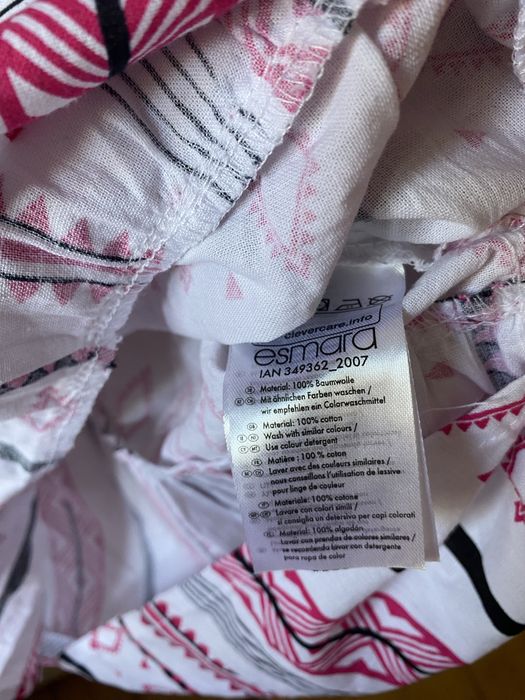 clevercare.info
esmara
IAN 349362_2007
Material: 100% Baumwolle
Mit ähnlichen Farben waschen /
wir empfehlen ein Colorwaschmittel
Material: 100% cotton
Wash with similar colours /
Use colour detergent
Matière : 100 % coton
Laver avec des couleurs similaires /
nous conseillons l'utilisation de lessive
pour linge de couleur
Materiale: 100% cotone
Lavare con colori simili /
si consiglia un detersivo per capi colorati
Material: 100% algodón
Lavar con prendas de colores similares /
se recomienda lavar con detergente
para ropa de color